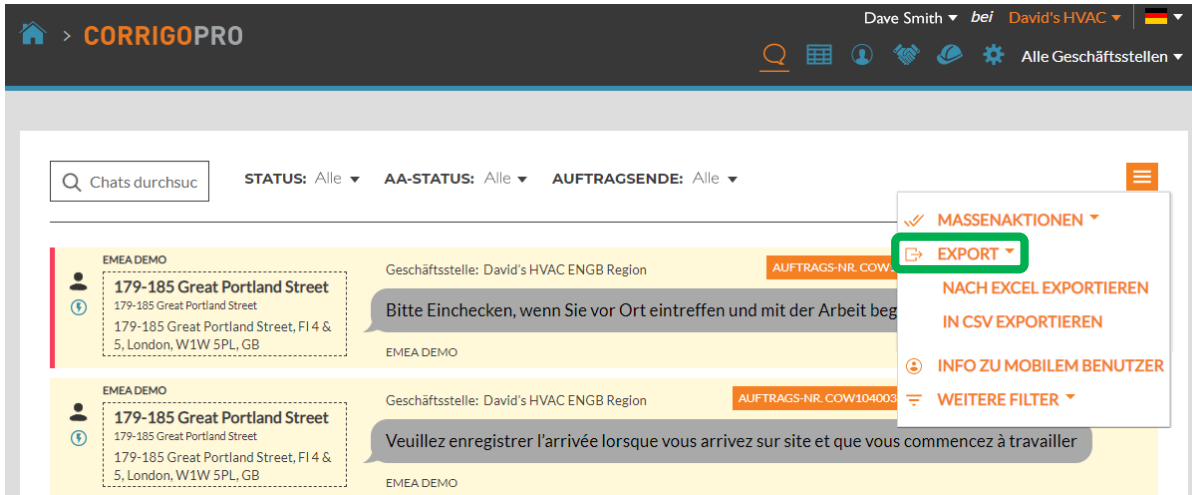 Dave Smith bei David's HVAC
> CORRIGOPRO
Alle Geschäftsstellen
Chats durchsuc
STATUS: Alle
AA-STATUS: Alle
AUFTRAGSENDE: Alle
MASSENAKTIONEN
EXPORT
NACH EXCEL EXPORTIEREN
IN CSV EXPORTIEREN
INFO ZU MOBILEM BENUTZER
WEITERE FILTER
EMEA DEMO
179-185 Great Portland Street
179-185 Great Portland Street
179-185 Great Portland Street, Fl 4 &
5, London, W1W 5PL, GB
Geschäftsstelle: David's HVAC ENGB Region
AUFTRAGS-NR. COW
Bitte Einchecken, wenn Sie vor Ort eintreffen und mit der Arbeit beg
EMEA DEMO
EMEA DEMO
179-185 Great Portland Street
179-185 Great Portland Street
179-185 Great Portland Street, Fl 4 &
5, London, W1W 5PL, GB
Geschäftsstelle: David's HVAC ENGB Region
AUFTRAGS-NR. COW104003
Veuillez enregistrer l'arrivée lorsque vous arrivez sur site et que vous commencez à travailler
EMEA DEMO